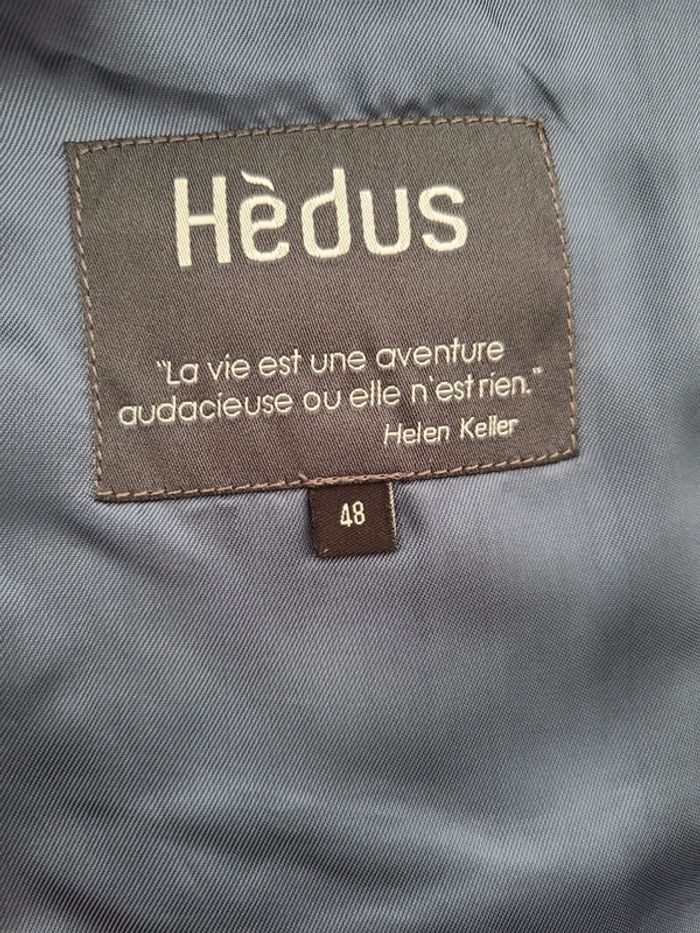 Hèdus
"La vie est une aventure
audacieuse ou elle n'est rien."
Helen Keller
48